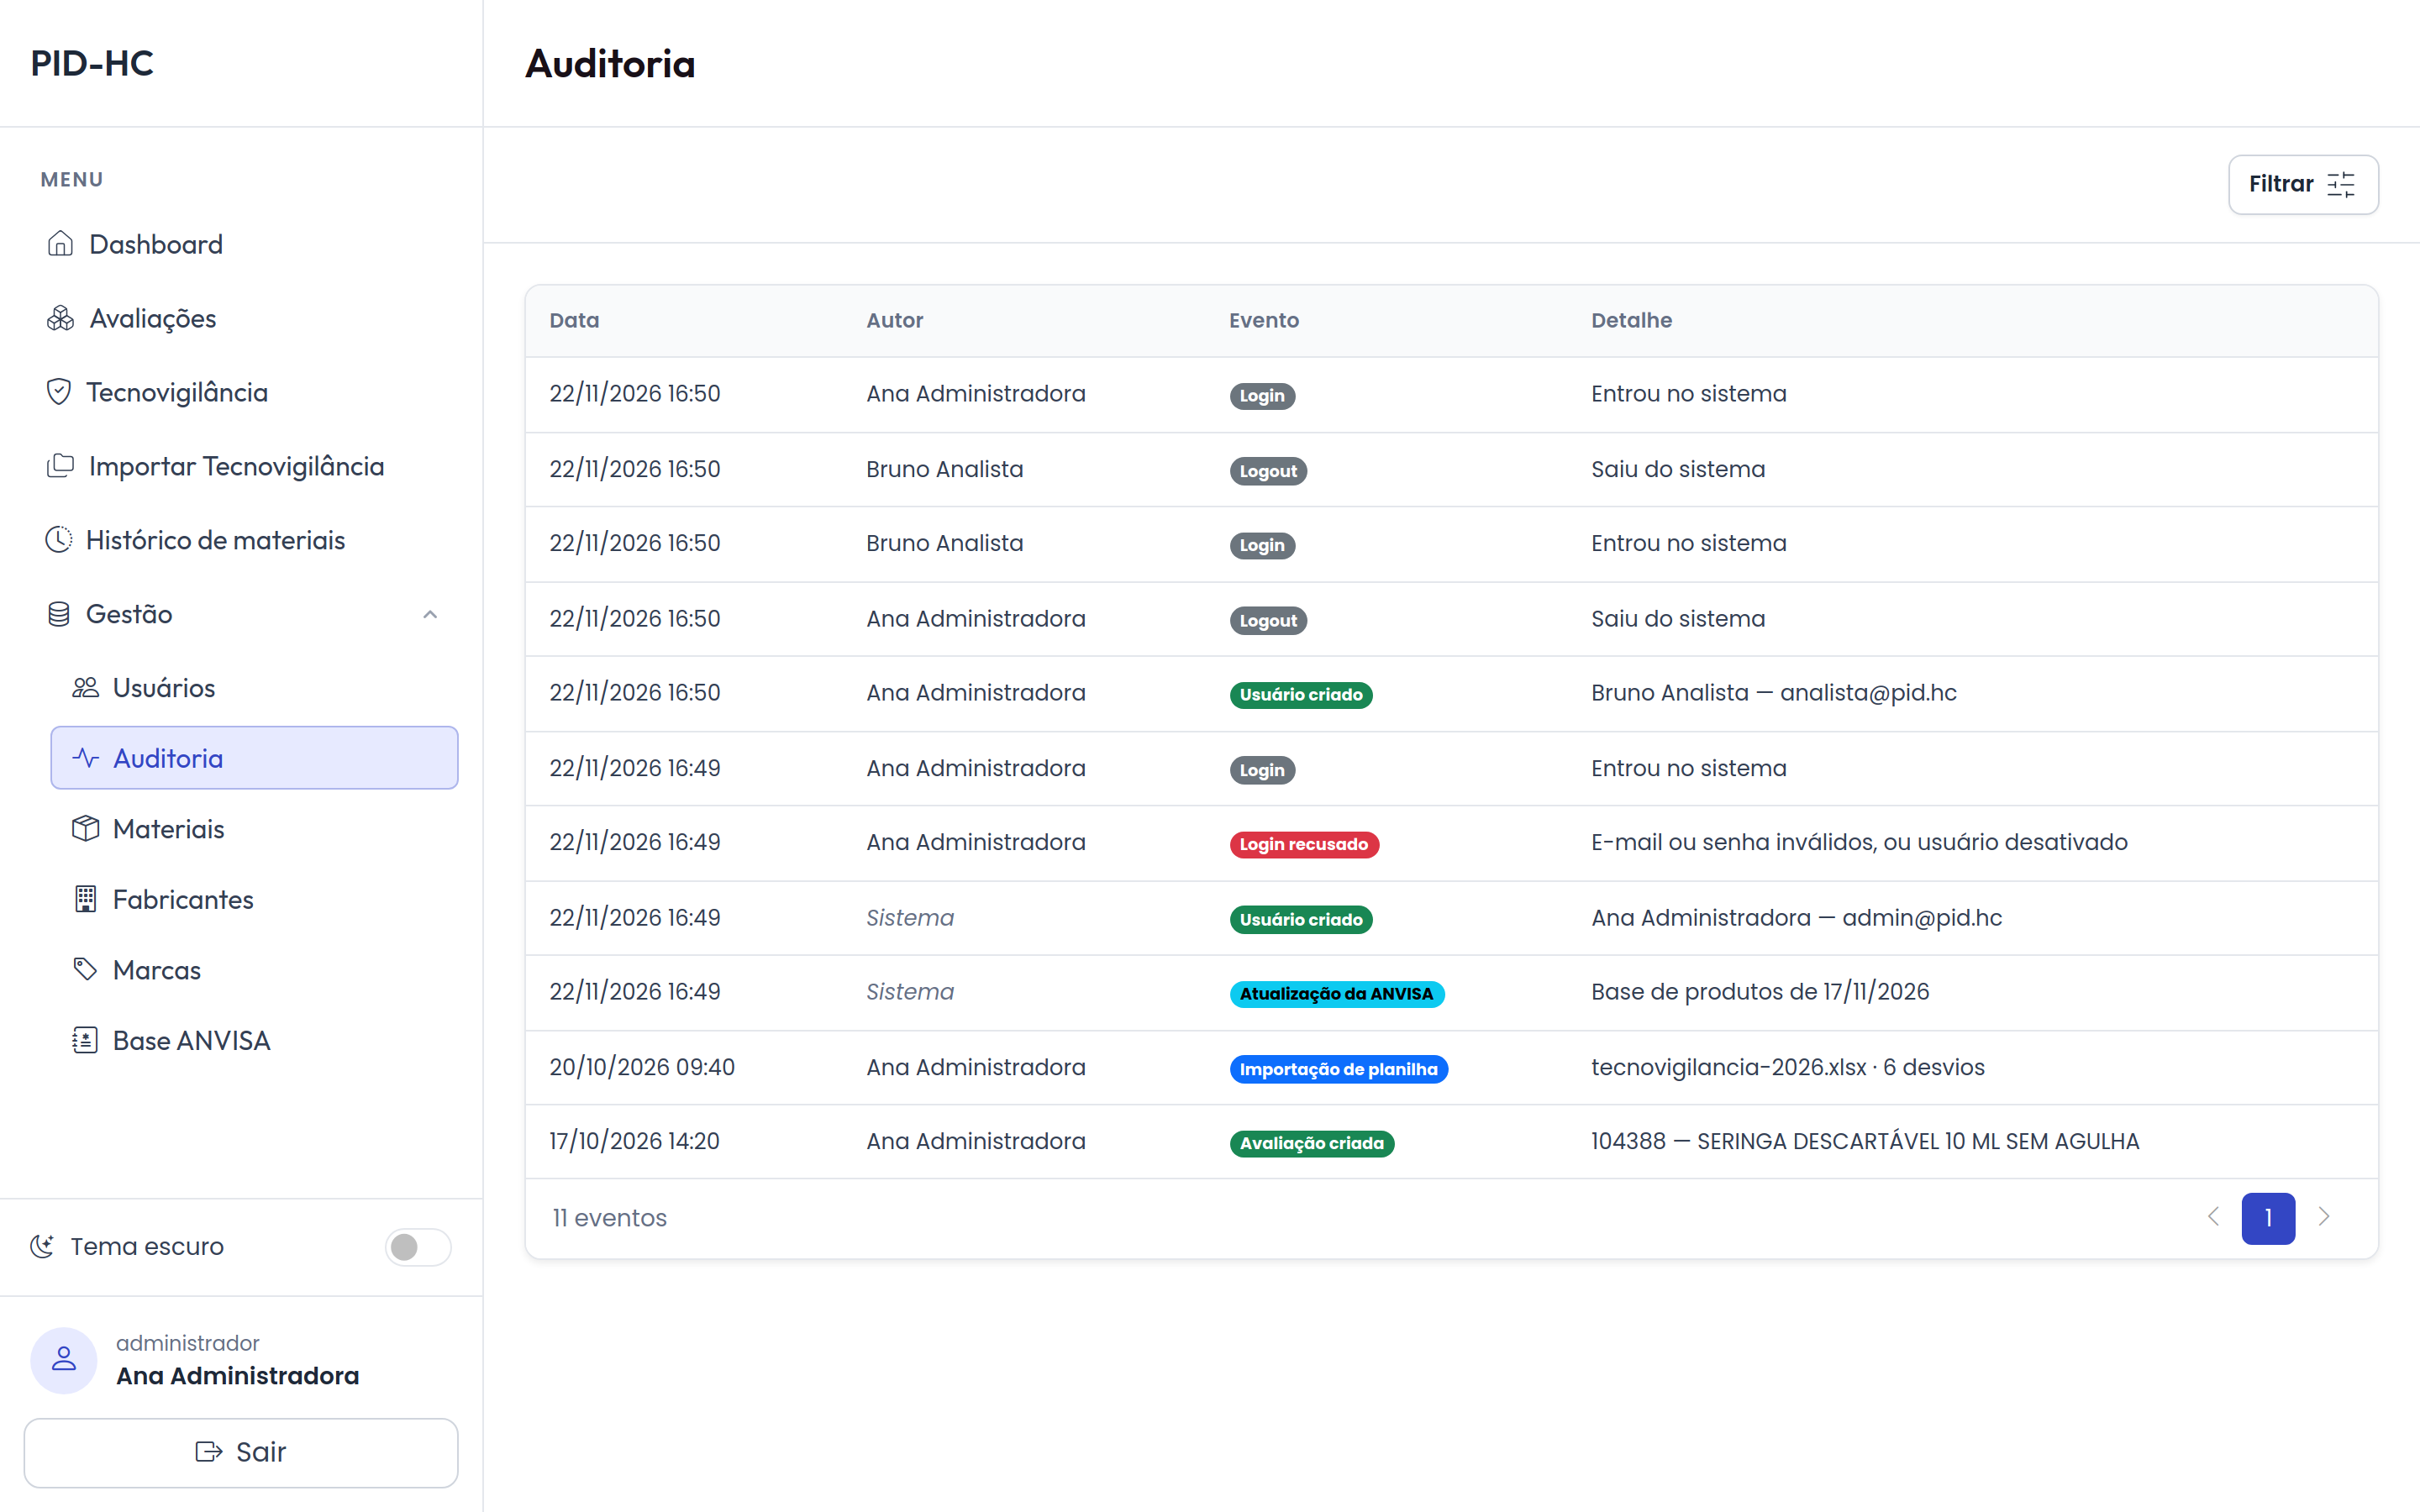 PID-HC
Auditoria
MENU
Dashboard
Avaliações
Tecnovigilância
Importar Tecnovigilância
Histórico de materiais
Gestão
Usuários
Auditoria
Materiais
Fabricantes
Marcas
Base ANVISA
Tema escuro
administrador
Ana Administradora
Sair
Filtrar
Data Autor Evento Detalhe
22/11/2026 16:50 Ana Administradora Login Entrou no sistema
22/11/2026 16:50 Bruno Analista Logout Saiu do sistema
22/11/2026 16:50 Bruno Analista Login Entrou no sistema
22/11/2026 16:50 Ana Administradora Logout Saiu do sistema
22/11/2026 16:50 Ana Administradora Usuário criado Bruno Analista — analista@pid.hc
22/11/2026 16:49 Ana Administradora Login Entrou no sistema
22/11/2026 16:49 Ana Administradora Login recusado E-mail ou senha inválidos, ou usuário desativado
22/11/2026 16:49 Sistema Usuário criado Ana Administradora — admin@pid.hc
22/11/2026 16:49 Sistema Atualização da ANVISA Base de produtos de 17/11/2026
20/10/2026 09:40 Ana Administradora Importação de planilha tecnovigilancia-2026.xlsx · 6 desvios
17/10/2026 14:20 Ana Administradora Avaliação criada 104388 — SERINGA DESCARTÁVEL 10 ML SEM AGULHA
11 eventos 1